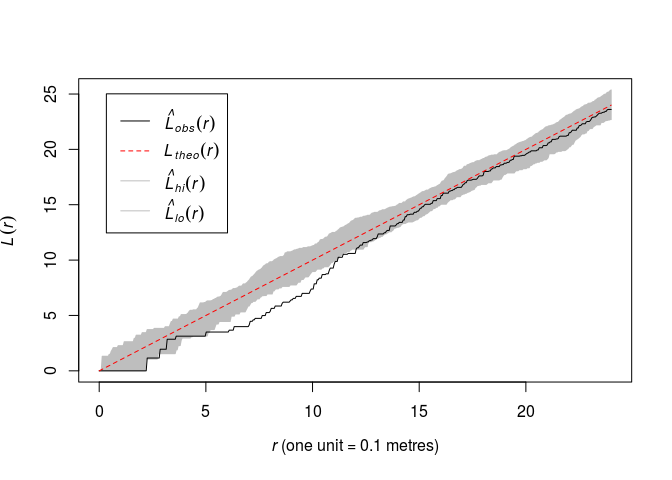 L(r)
25
20
15
10
5
0
L̂obs(r)
Ltheo(r)
L̂hi(r)
L̂lo(r)
0 5 10 15 20
r (one unit = 0.1 metres)